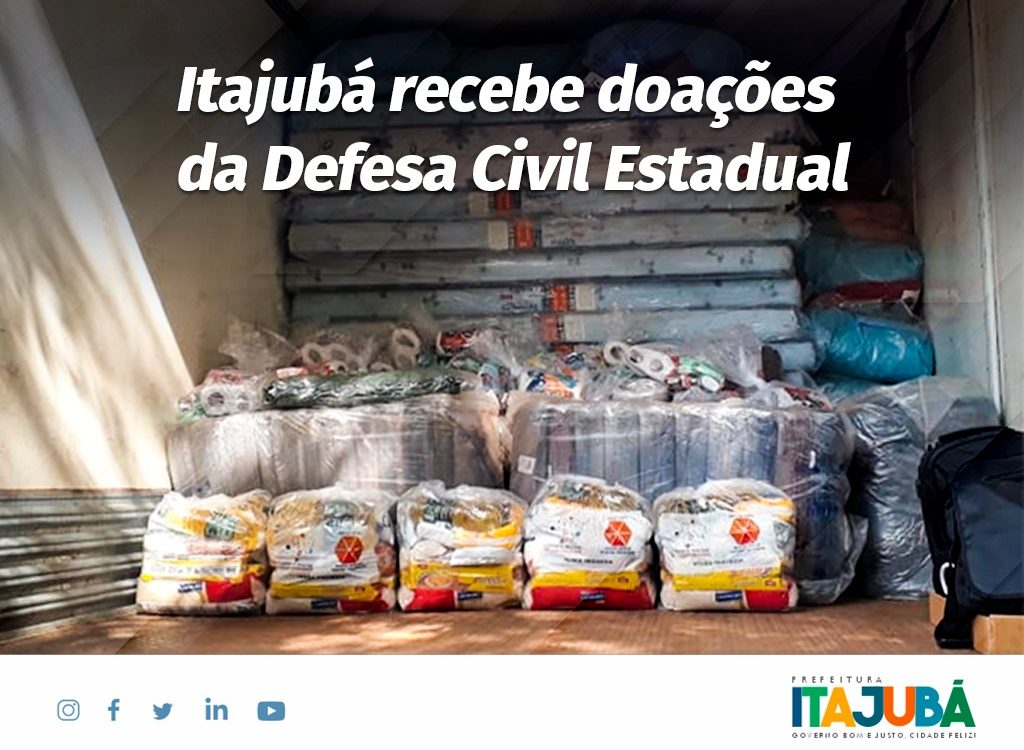 Itajubá recebe doações
da Defesa Civil Estadual
PREFEITURA
ITAJUBÁ
GOVERNO BOM E JUSTO, CIDADE FELIZ!